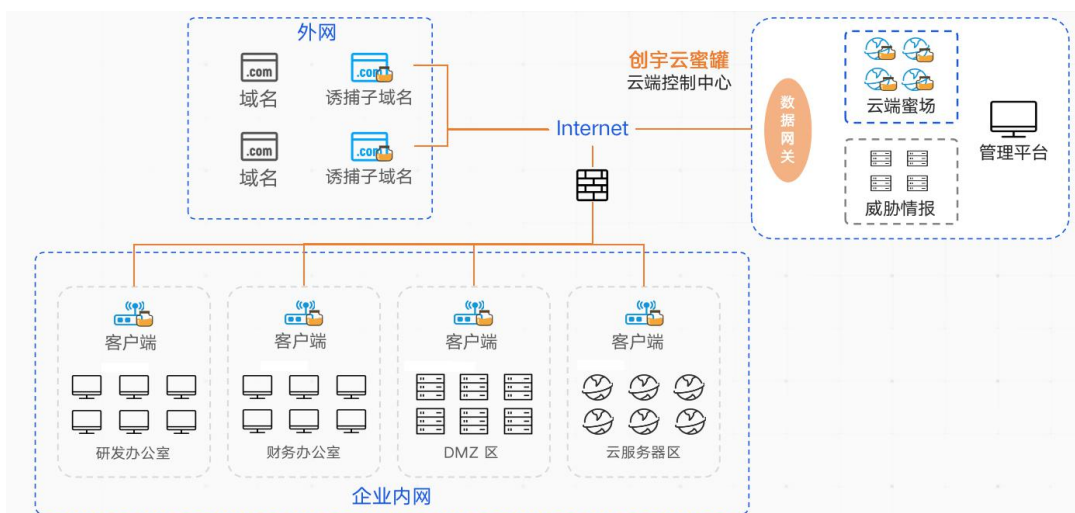 外网
.com
.com
域名
诱捕子域名
.com
.com
域名
诱捕子域名
创宇云蜜罐
云端控制中心
Internet
数据网关
云端蜜场
威胁情报
管理平台
客户端
客户端
客户端
客户端
研发办公室
财务办公室
DMZ 区
云服务器区
企业内网